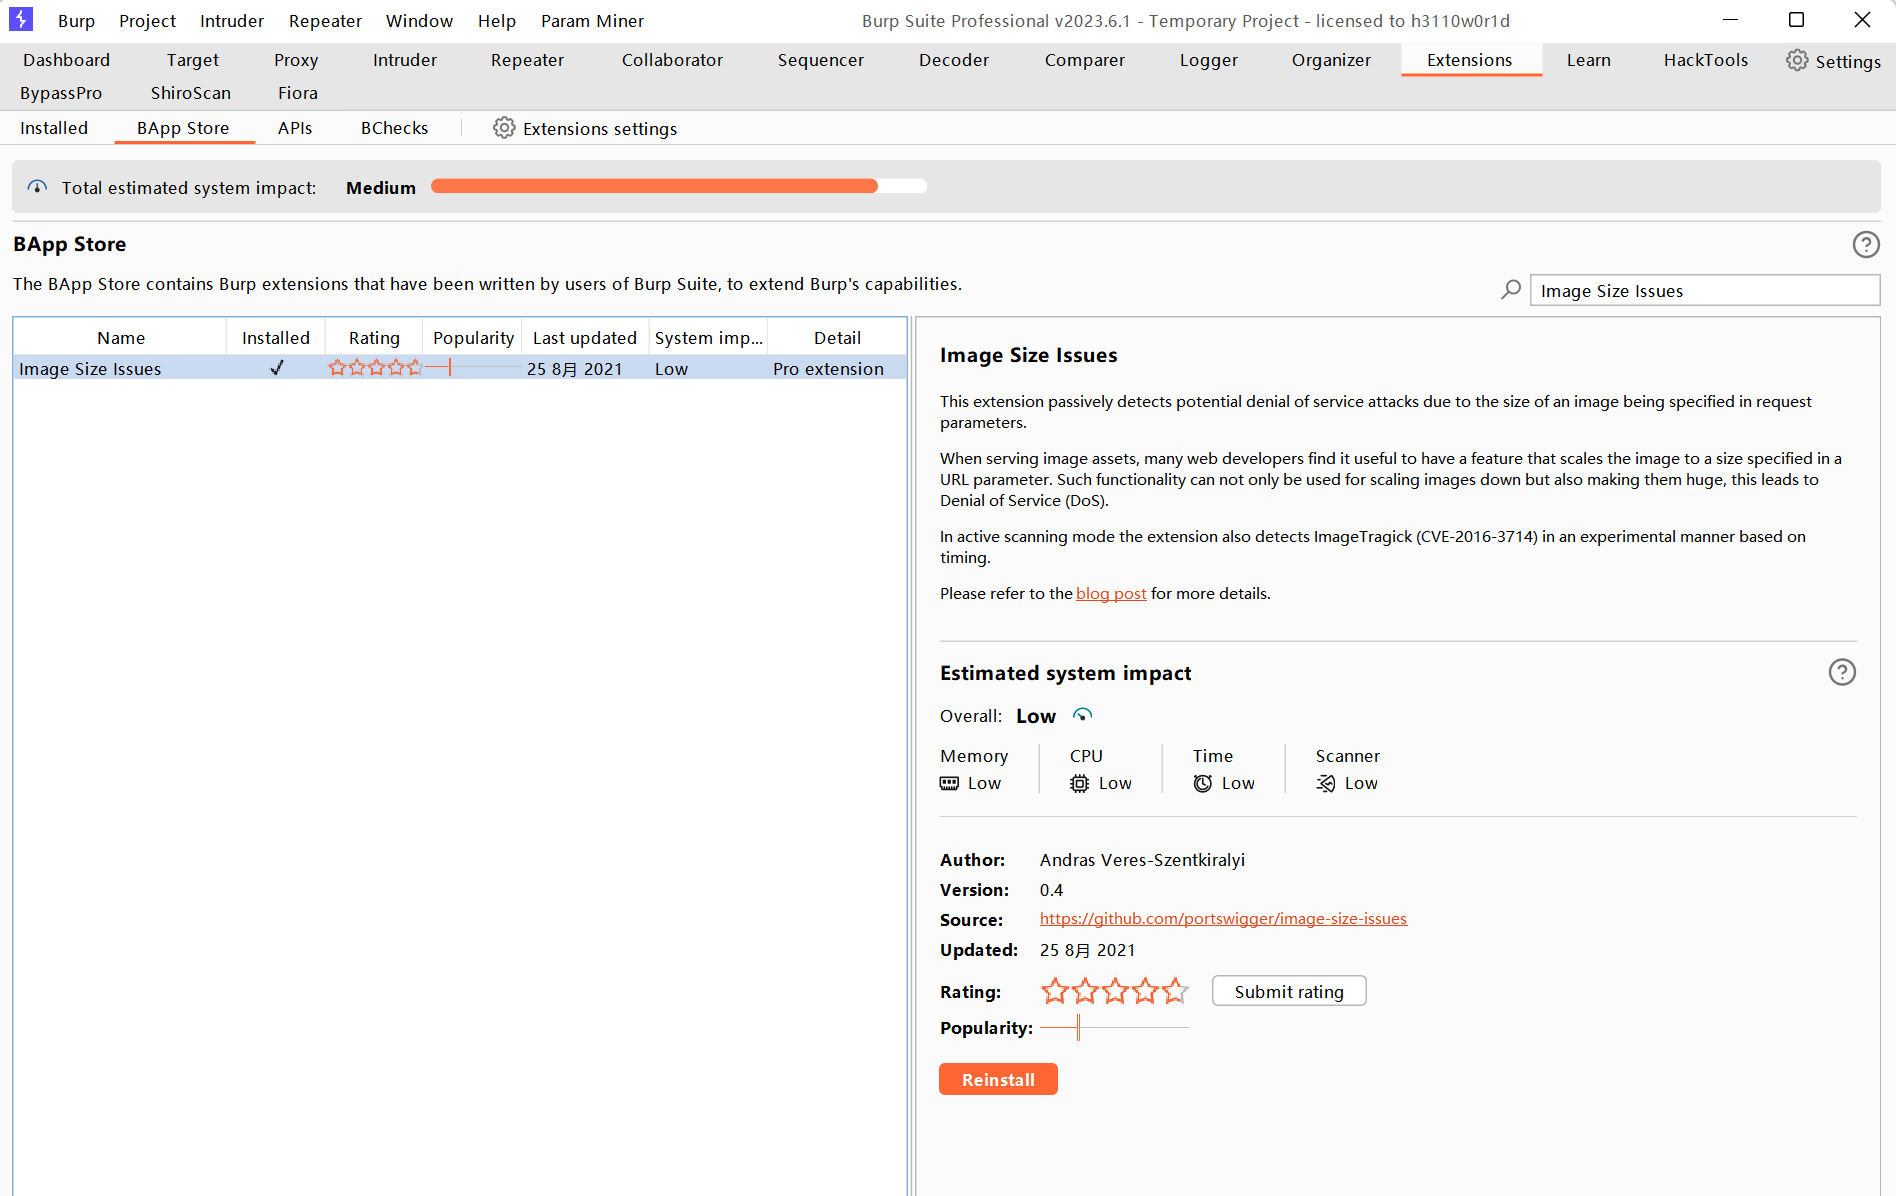 Burp Project Intruder Repeater Window Help Param Miner Burp Suite Professional v2023.6.1 - Temporary Project - licensed to h3110w0r1d
Dashboard Target Proxy Intruder Repeater Collaborator Sequencer Decoder Comparer Logger Organizer Extensions Learn HackTools Settings
BypassPro ShiroScan Fiora
Installed BApp Store APIs BChecks Extensions settings
Total estimated system impact: Medium
BApp Store
The BApp Store contains Burp extensions that have been written by users of Burp Suite, to extend Burp's capabilities.
Image Size Issues
Name Installed Rating Popularity Last updated System imp... Detail
Image Size Issues 25 8月 2021 Low Pro extension
Image Size Issues
This extension passively detects potential denial of service attacks due to the size of an image being specified in request
parameters.
When serving image assets, many web developers find it useful to have a feature that scales the image to a size specified in a
URL parameter. Such functionality can not only be used for scaling images down but also making them huge, this leads to
Denial of Service (DoS).
In active scanning mode the extension also detects ImageTragick (CVE-2016-3714) in an experimental manner based on
timing.
Please refer to the blog post for more details.
Estimated system impact
Overall: Low
Memory CPU Time Scanner
Low Low Low Low
Author: Andras Veres-Szentkiralyi
Version: 0.4
Source: https://github.com/portswigger/image-size-issues
Updated: 25 8月 2021
Rating: Submit rating
Popularity:
Reinstall